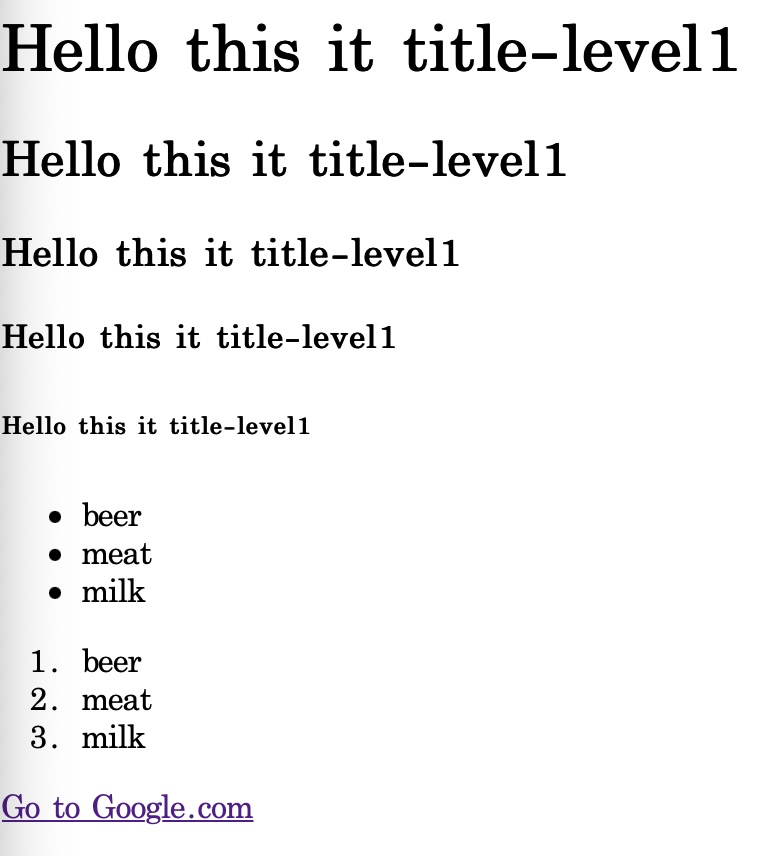 Hello this it title-level1
Hello this it title-level1
Hello this it title-level1
Hello this it title-level1
Hello this it title-level1
• beer
• meat
• milk
1. beer
2. meat
3. milk
Go to Google.com